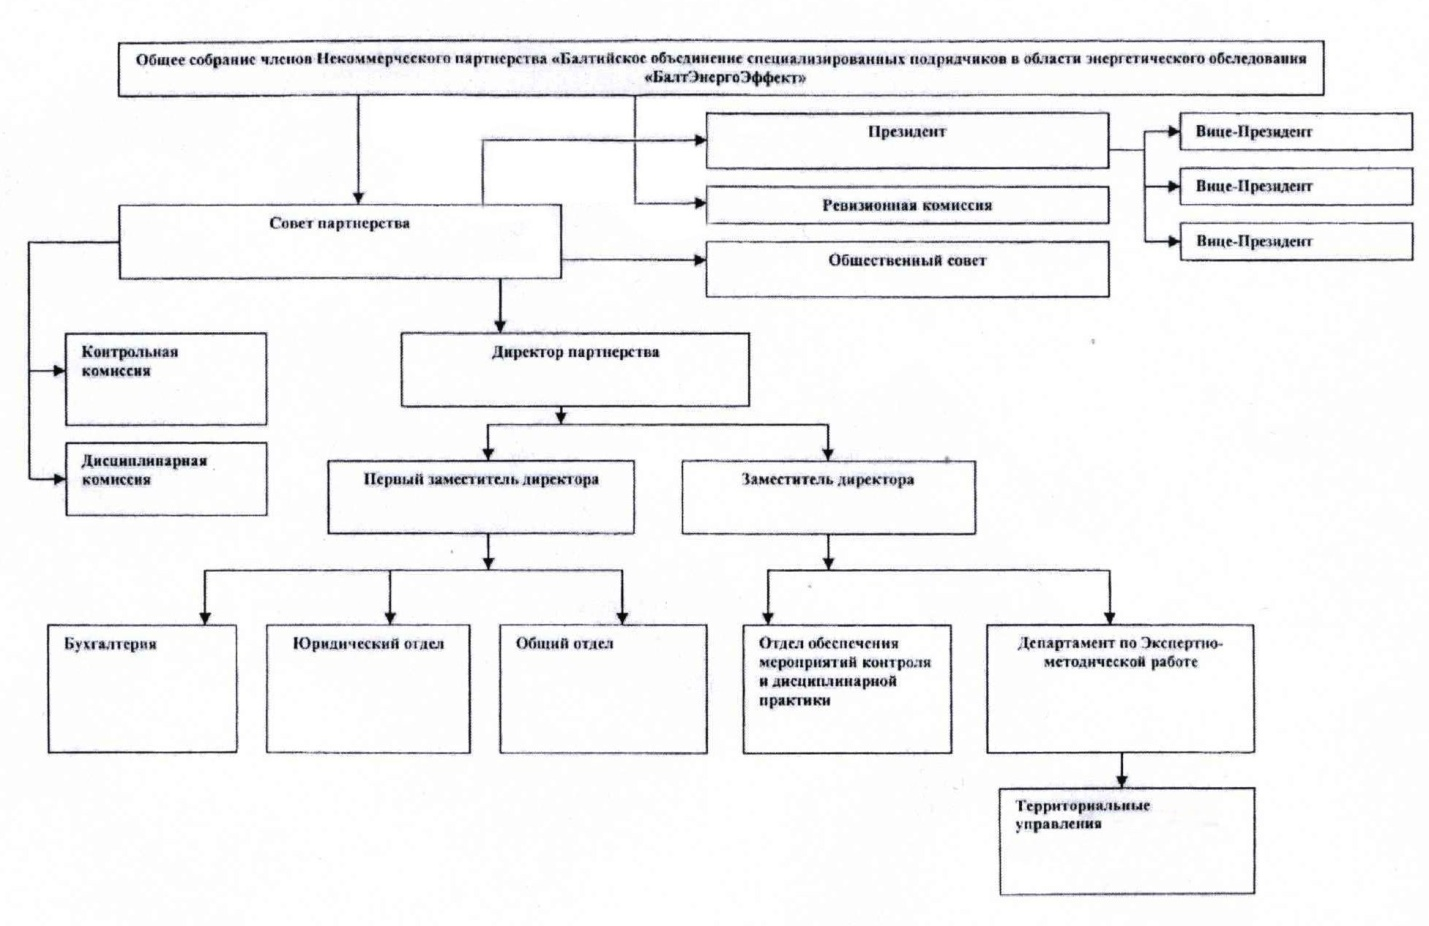 Общее собрание членов Некоммерческого партнерства «Балтийское объединение специализированных подрядчиков в области энергетического обследования
«БалтЭнергоЭффект»
Президент
Вице-Президент
Вице-Президент
Вице-Президент
Ревизионная комиссия
Совет партнерства
Общественный совет
Контрольная
комиссия
Директор партнерства
Дисциплинарная
комиссия
Первый заместитель директора
Заместитель директора
Бухгалтерия
Юридический отдел
Общий отдел
Отдел обеспечения
мероприятий контроля
и дисциплинарной
практики
Департамент по Экспертно-
методической работе
Территориальные
управления